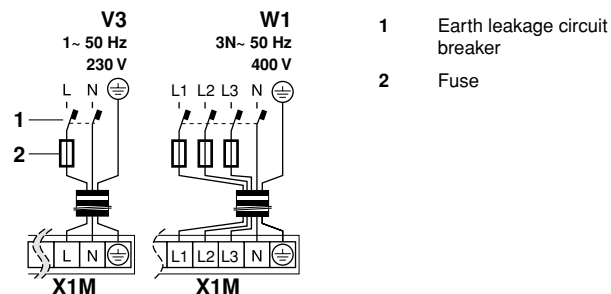 V3
1~ 50 Hz
230 V
L N
1
2
L N
X1M
W1
3N~ 50 Hz
400 V
L1 L2 L3 N
L1 L2 L3 N
X1M
1 Earth leakage circuit
breaker
2 Fuse